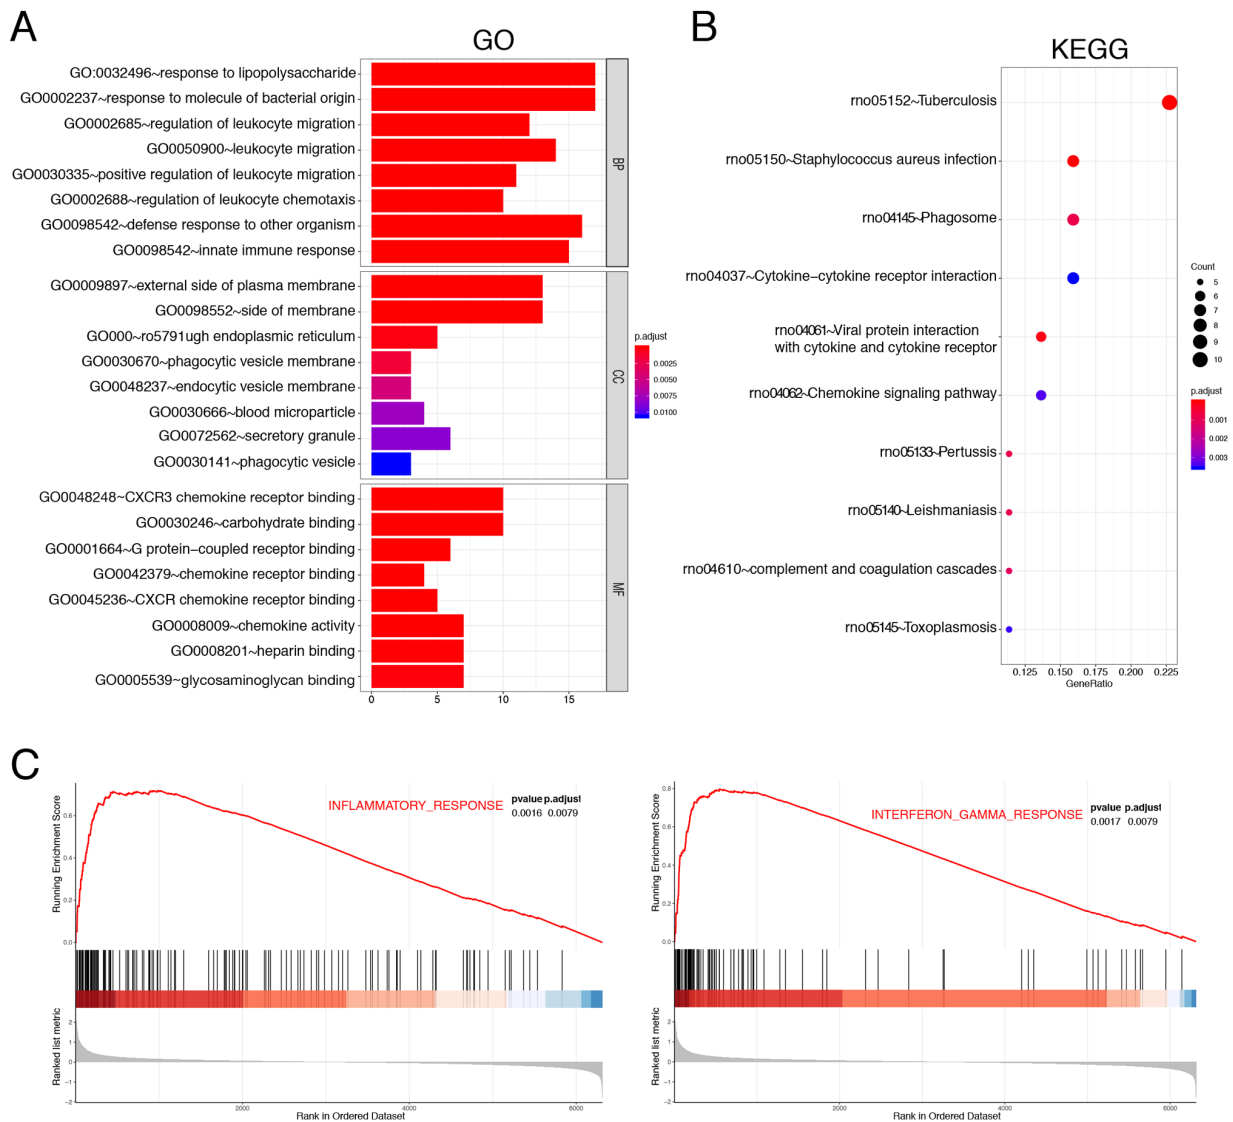 A
GO
GO:0032496~response to lipopolysaccharide
GO0002237~response to molecule of bacterial origin
GO0002685~regulation of leukocyte migration
GO0050900~leukocyte migration
GO0030335~positive regulation of leukocyte migration
GO0002688~regulation of leukocyte chemotaxis
GO0098542~defense response to other organism
GO0098542~innate immune response
BP
GO0009897~external side of plasma membrane
GO0098552~side of membrane
GO000~ro5791ugh endoplasmic reticulum
GO0030670~phagocytic vesicle membrane
GO0048237~endocytic vesicle membrane
GO0030666~blood microparticle
GO0072562~secretory granule
GO0030141~phagocytic vesicle
CC
GO0048248~CXCR3 chemokine receptor binding
GO0030246~carbohydrate binding
GO0001664~G protein-coupled receptor binding
GO0042379~chemokine receptor binding
GO0045236~CXCR chemokine receptor binding
GO0008009~chemokine activity
GO0008201~heparin binding
GO0005539~glycosaminoglycan binding
MF
0 5 10 15
p.adjust
0.0025
0.0050
0.0075
0.0100
B
KEGG
rno05152~Tuberculosis
rno05150~Staphylococcus aureus infection
rno04145~Phagosome
rno04037~Cytokine-cytokine receptor interaction
rno04061~Viral protein interaction
with cytokine and cytokine receptor
rno04062~Chemokine signaling pathway
rno05133~Pertussis
rno05140~Leishmaniasis
rno04610~complement and coagulation cascades
rno05145~Toxoplasmosis
0.125 0.150 0.175 0.200 0.225
GeneRatio
Count
5
6
7
8
9
10
p.adjust
0.001
0.002
0.003
C
Running Enrichment Score
0.6
0.4
0.2
0.0
INFLAMMATORY_RESPONSE
pvalue p.adjust
0.0016 0.0079
Ranked list metric
2
1
0
-1
-2
2000 4000 6000
Rank in Ordered Dataset
Running Enrichment Score
0.8
0.6
0.4
0.2
0.0
INTERFERON_GAMMA_RESPONSE
pvalue p.adjust
0.0017 0.0079
Ranked list metric
2
1
0
-1
-2
2000 4000 6000
Rank in Ordered Dataset